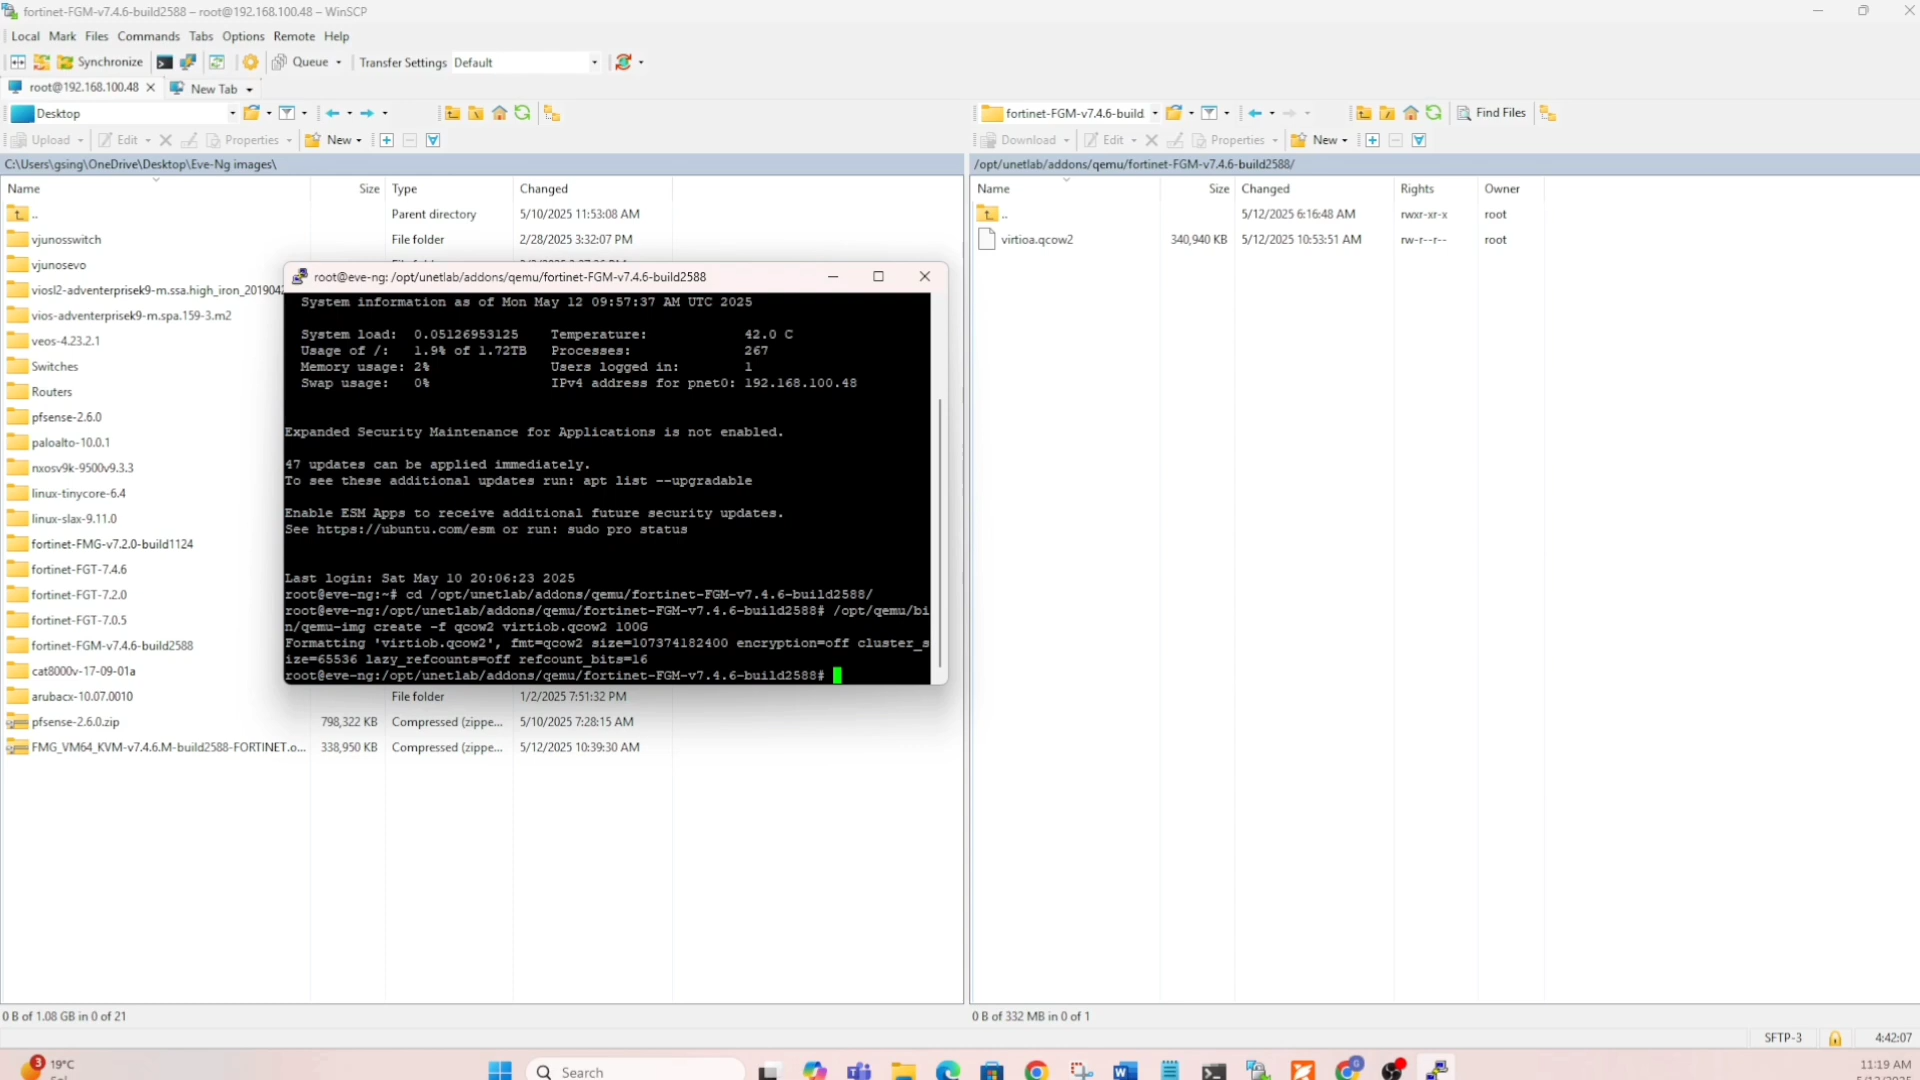 fortinet-FGM-v7.4.6-build2588 – root@192.168.100.48 – WinSCP
Local Mark Files Commands Tabs Options Remote Help
Synchronize Queue Transfer Settings Default
root@192.168.100.48 New Tab
Desktop
fortinet-FGM-v7.4.6-build Find Files
Upload Edit Properties New
Download Edit Properties New
C:\Users\gsing\OneDrive\Desktop\Eve-Ng images\
/opt/unetlab/addons/qemu/fortinet-FGM-v7.4.6-build2588/
Name Size Type Changed
Name Size Changed Rights Owner
.. Parent directory 5/10/2025 11:53:08 AM
.. 5/12/2025 6:16:48 AM rwxr-xr-x root
vjunosswitch File folder 2/28/2025 3:32:07 PM
virtioa.qcow2 340,940 KB 5/12/2025 10:53:51 AM rw-r--r-- root
vjunosevo
viosl2-adventerprisek9-m.ssa.high_iron_201904
vios-adventerprisek9-m.spa.159-3.m2
veos-4.23.2.1
Switches
Routers
pfsense-2.6.0
paloalto-10.0.1
nxosv9k-9500v9.3.3
linux-tinycore-6.4
linux-slax-9.11.0
fortinet-FMG-v7.2.0-build1124
fortinet-FGT-7.4.6
fortinet-FGT-7.2.0
fortinet-FGT-7.0.5
fortinet-FGM-v7.4.6-build2588
cat8000v-17-09-01a
arubacx-10.07.0010 File folder 1/2/2025 7:51:32 PM
pfsense-2.6.0.zip 798,322 KB Compressed (zippe... 5/10/2025 7:28:15 AM
FMG_VM64_KVM-v7.4.6.M-build2588-FORTINET.o... 338,950 KB Compressed (zippe... 5/12/2025 10:39:30 AM
root@eve-ng: /opt/unetlab/addons/qemu/fortinet-FGM-v7.4.6-build2588
System information as of Mon May 12 09:57:37 AM UTC 2025
System load: 0.05126953125 Temperature: 42.0 C
Usage of /: 1.9% of 1.72TB Processes: 267
Memory usage: 2% Users logged in: 1
Swap usage: 0% IPv4 address for pnet0: 192.168.100.48
Expanded Security Maintenance for Applications is not enabled.
47 updates can be applied immediately.
To see these additional updates run: apt list --upgradable
Enable ESM Apps to receive additional future security updates.
See https://ubuntu.com/esm or run: sudo pro status
Last login: Sat May 10 20:06:23 2025
root@eve-ng:~# cd /opt/unetlab/addons/qemu/fortinet-FGM-v7.4.6-build2588/
root@eve-ng:/opt/unetlab/addons/qemu/fortinet-FGM-v7.4.6-build2588# /opt/qemu/bi
n/qemu-img create -f qcow2 virtiob.qcow2 100G
Formatting 'virtiob.qcow2', fmt=qcow2 size=107374182400 encryption=off cluster_s
ize=65536 lazy_refcounts=off refcount_bits=16
root@eve-ng:/opt/unetlab/addons/qemu/fortinet-FGM-v7.4.6-build2588#
0 B of 1.08 GB in 0 of 21
0 B of 332 MB in 0 of 1
SFTP-3 4:42:07
3 19°C
Search
11:19 AM